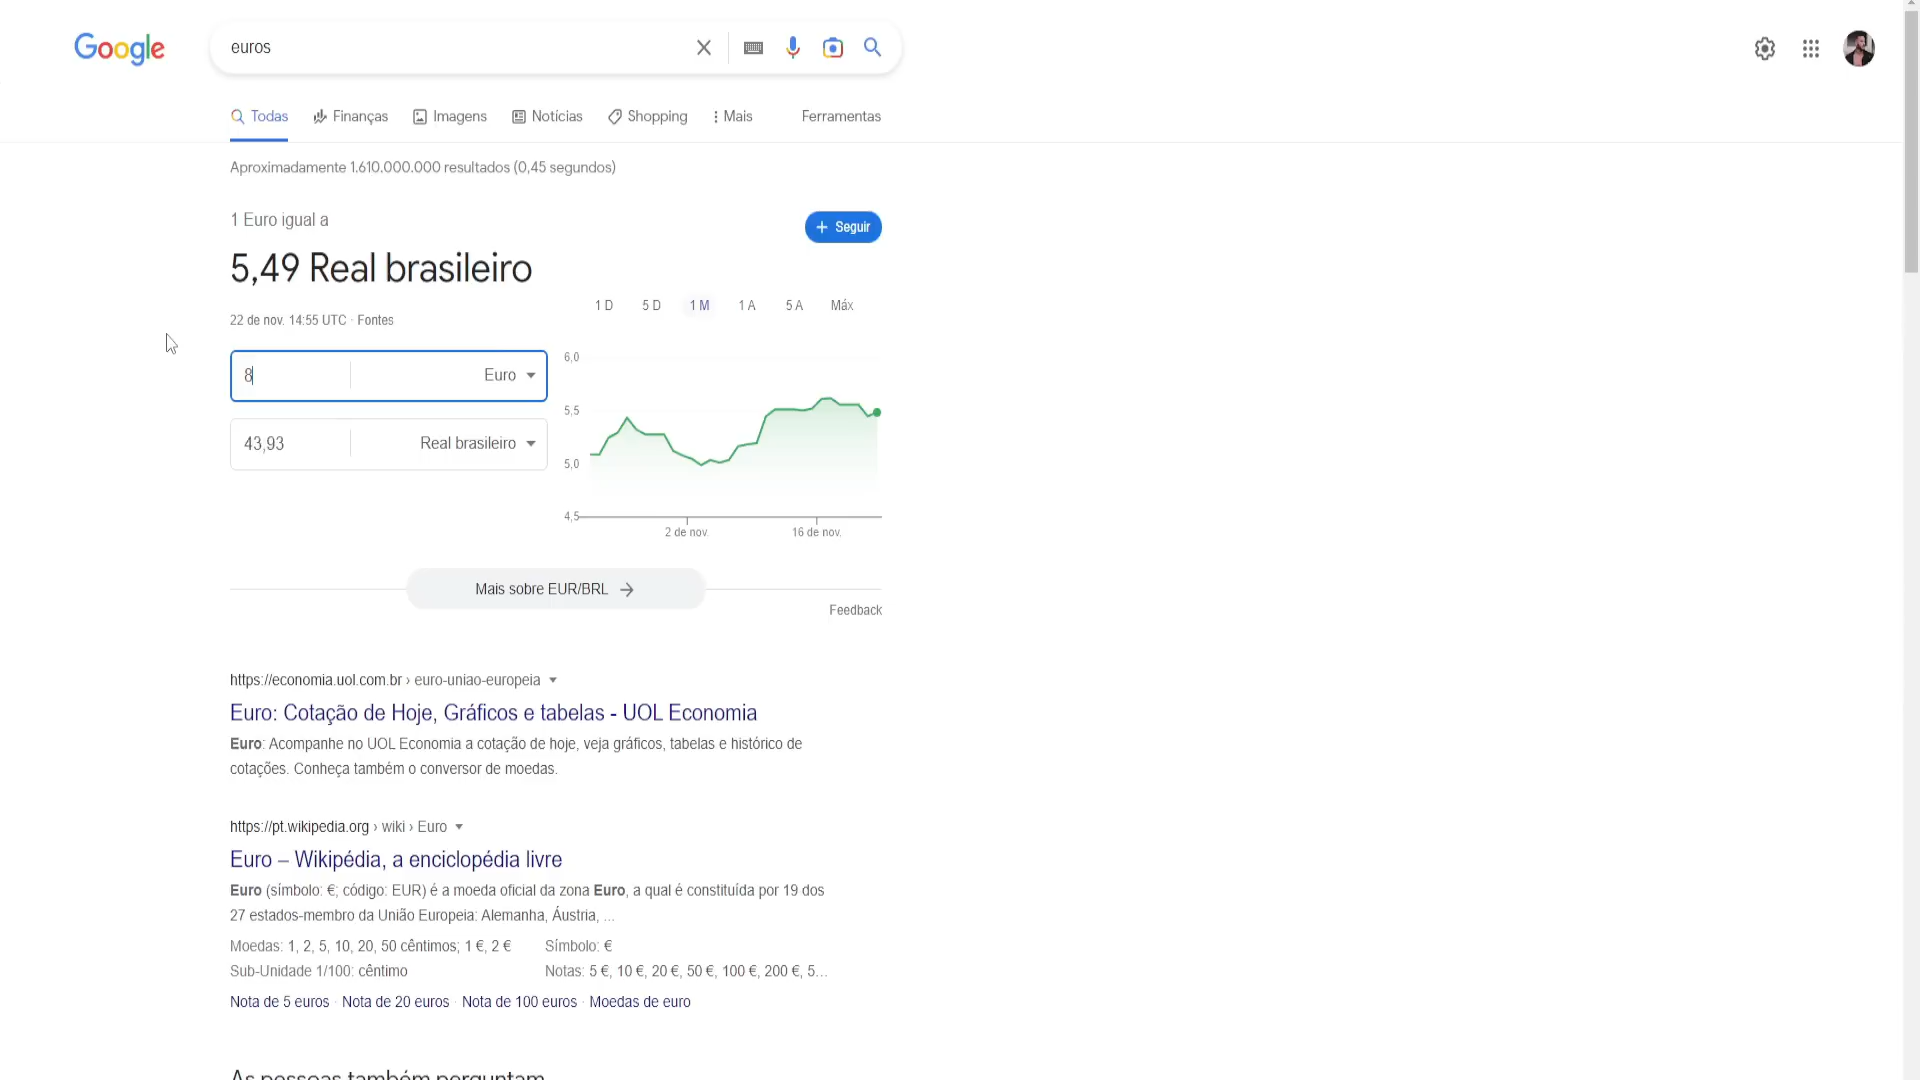 Google
euros
Todas
Finanças
Imagens
Notícias
Shopping
Mais
Ferramentas
Aproximadamente 1.610.000.000 resultados (0,45 segundos)
1 Euro igual a
Seguir
5,49 Real brasileiro
1 D 5 D 1 M 1 A 5 A Máx
22 de nov. 14:55 UTC · Fontes
8 Euro
43,93 Real brasileiro
6,0
5,5
5,0
4,5
2 de nov. 16 de nov.
Mais sobre EUR/BRL
Feedback
https://economia.uol.com.br › euro-uniao-europeia
Euro: Cotação de Hoje, Gráficos e tabelas - UOL Economia
Euro: Acompanhe no UOL Economia a cotação de hoje, veja gráficos, tabelas e histórico de
cotações. Conheça também o conversor de moedas.
https://pt.wikipedia.org › wiki › Euro
Euro – Wikipédia, a enciclopédia livre
Euro (símbolo: €; código: EUR) é a moeda oficial da zona Euro, a qual é constituída por 19 dos
27 estados-membro da União Europeia: Alemanha, Áustria, ...
Moedas: 1, 2, 5, 10, 20, 50 cêntimos; 1 €, 2 € Símbolo: €
Sub-Unidade 1/100: cêntimo Notas: 5 €, 10 €, 20 €, 50 €, 100 €, 200 €, 5...
Nota de 5 euros · Nota de 20 euros · Nota de 100 euros · Moedas de euro
As pessoas também perguntam